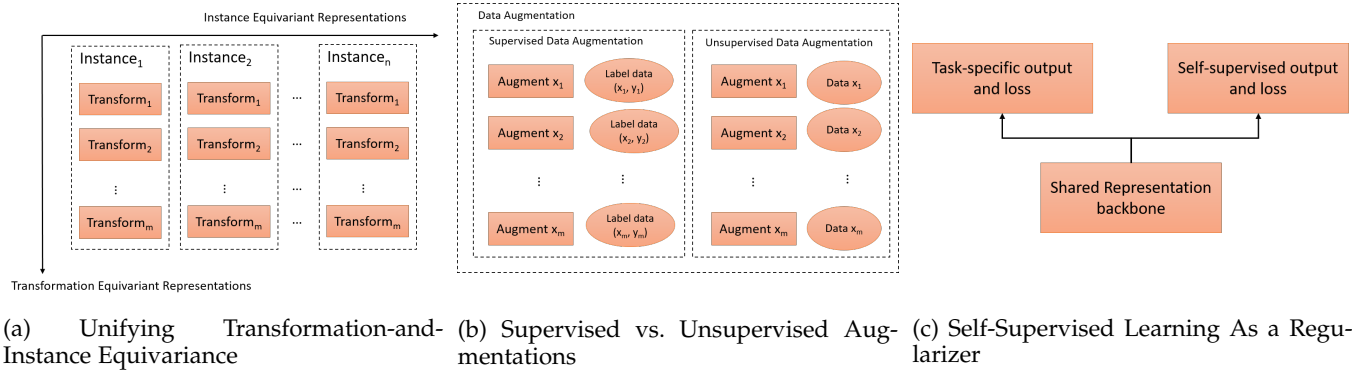 Instance Equivariant Representations
Instance1
Instance2
Instancen
Transform1
Transform1
...
Transform1
Transform2
Transform2
...
Transform2
⋮
⋮
...
⋮
Transformm
Transformm
...
Transformm
Transformation Equivariant Representations
(a) Unifying Transformation-and-
Instance Equivariance
Data Augmentation
Supervised Data Augmentation
Augment x1
Label data
(x1, y1)
Augment x2
Label data
(x2, y2)
⋮
⋮
Augment xm
Label data
(xm, ym)
Unsupervised Data Augmentation
Augment x1
Data x1
Augment x2
Data x2
⋮
⋮
Augment xm
Data xm
(b) Supervised vs. Unsupervised Aug-
mentations
Task-specific output
and loss
Self-supervised output
and loss
Shared Representation
backbone
(c) Self-Supervised Learning As a Regu-
larizer